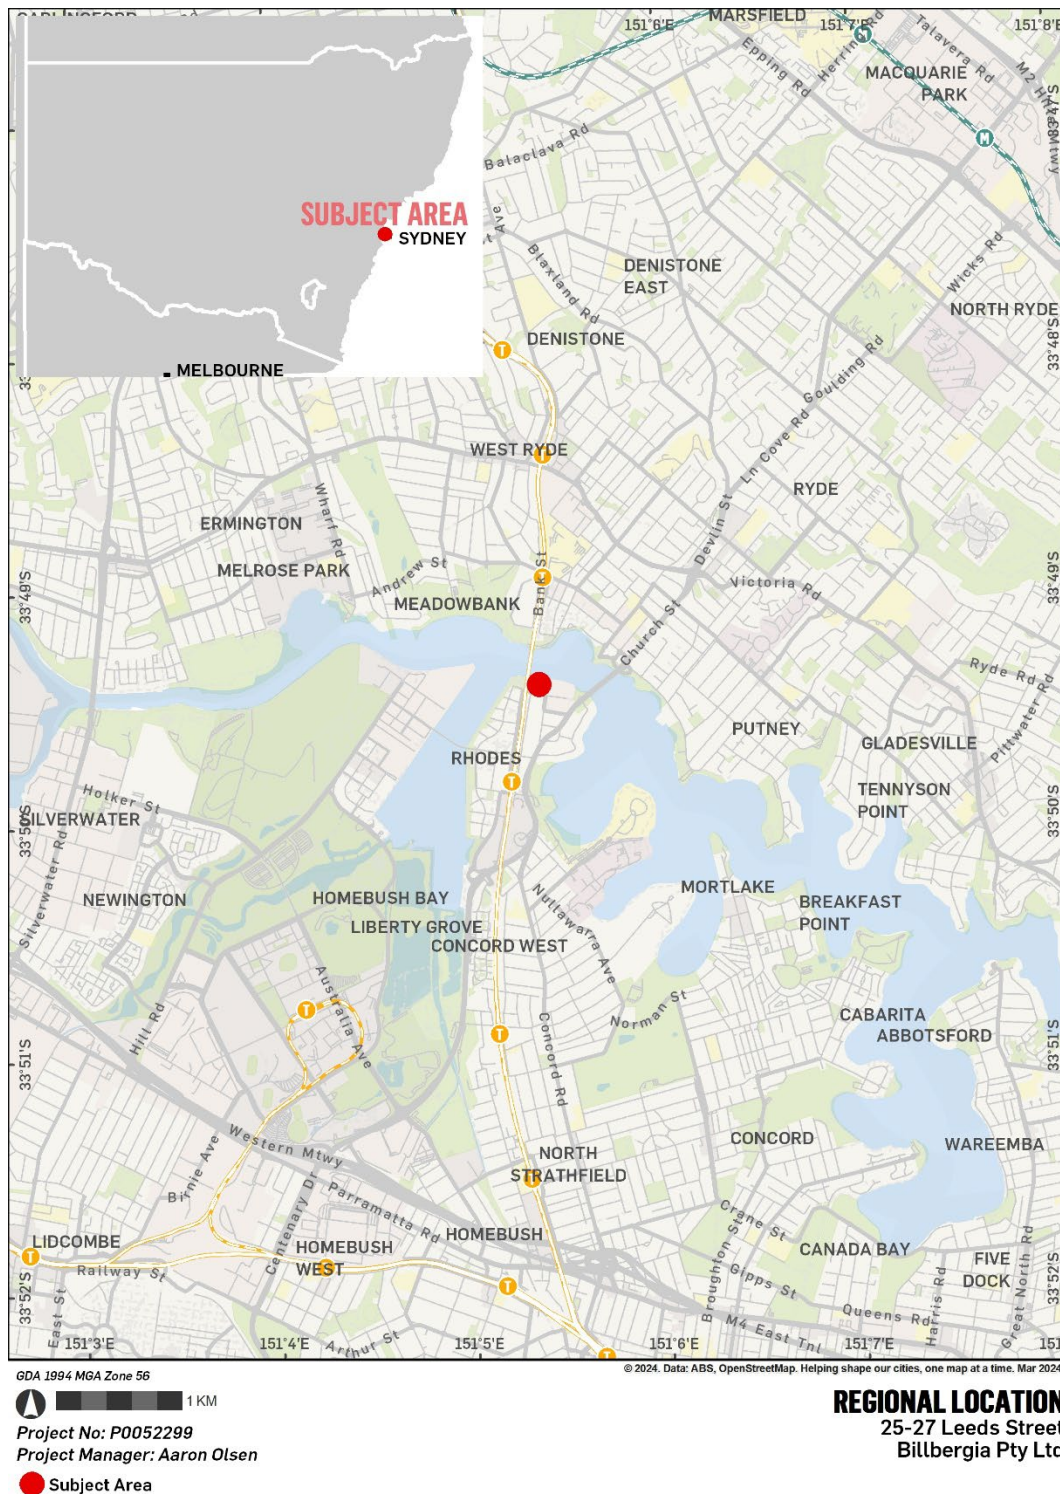 CARLINGFORD
151°6'E
MARSFIELD
151°7'E
151°8'E
Epping Rd
Herring Rd
Talavera Rd
MACQUARIE
PARK
M
M
Balaclava Rd
33°47'S
SUBJECT AREA
SYDNEY
MELBOURNE
Blaxland Rd
DENISTONE
EAST
Wicks Rd
NORTH RYDE
DENISTONE
T
33°48'S
Goulding Rd
Ln Cove Rd
WEST RYDE
T
RYDE
Devlin St
Wharf Rd
ERMINGTON
MELROSE PARK
Andrew St
MEADOWBANK
T
Bank St
Victoria Rd
33°49'S
33°49'S
Church St
Ryde Rd
Pittwater Rd
PUTNEY
GLADESVILLE
RHODES
T
TENNYSON
POINT
Holker St
SILVERWATER
33°50'S
33°50'S
Silverwater Rd
NEWINGTON
HOMEBUSH BAY
LIBERTY GROVE
CONCORD WEST
Nullawarra Ave
MORTLAKE
BREAKFAST
POINT
Hill Rd
T
Australia Ave
T
Concord Rd
Norman St
CABARITA
ABBOTSFORD
33°51'S
33°51'S
Western Mtwy
Birnie Ave
NORTH
STRATHFIELD
T
CONCORD
WAREEMBA
Centenary Dr
Parramatta Rd
HOMEBUSH
LIDCOMBE
T
Railway St
HOMEBUSH
WEST
T
T
Crane St
Broughton St
Gipps St
CANADA BAY
FIVE
DOCK
Queens Rd
Harris Rd
Great North Rd
33°52'S
33°52'S
East St
Arthur St
M4 East Tnl
T
151°3'E
151°4'E
151°5'E
151°6'E
151°7'E
GDA 1994 MGA Zone 56
© 2024. Data: ABS, OpenStreetMap. Helping shape our cities, one map at a time. Mar 2024
1 KM
REGIONAL LOCATION
25-27 Leeds Street
Billbergia Pty Ltd
Project No: P0052299
Project Manager: Aaron Olsen
Subject Area